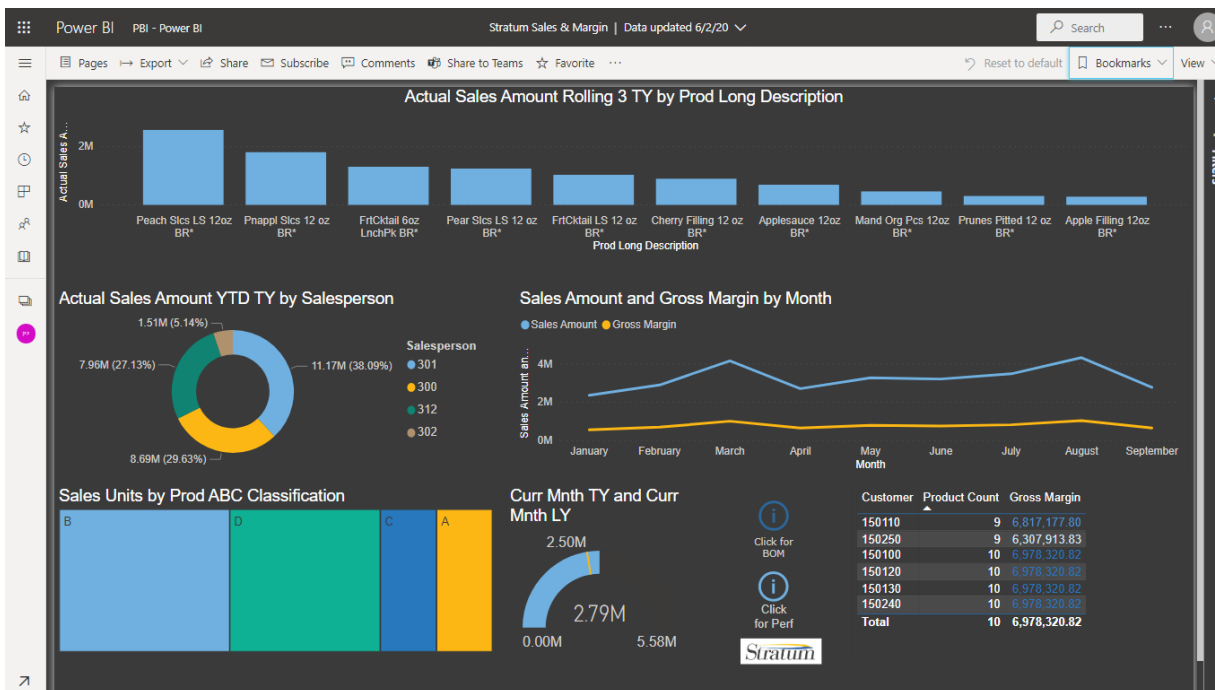 Power BI PBI - Power BI Stratum Sales & Margin | Data updated 6/2/20 Search ...
Pages Export Share Subscribe Comments Share to Teams Favorite ... Reset to default Bookmarks View
Actual Sales Amount Rolling 3 TY by Prod Long Description
Actual Sales A...
2M
0M
Peach Slcs LS 12oz BR*
Pnappl Slcs 12 oz BR*
FrtCktail 6oz LnchPk BR*
Pear Slcs LS 12 oz BR*
FrtCktail LS 12 oz BR*
Cherry Filling 12 oz BR*
Applesauce 12oz BR*
Mand Org Pcs 12oz BR*
Prunes Pitted 12 oz BR*
Apple Filling 12oz BR*
Prod Long Description
Actual Sales Amount YTD TY by Salesperson
1.51M (5.14%)
7.96M (27.13%)
11.17M (38.09%)
8.69M (29.63%)
Salesperson
301
300
312
302
Sales Amount and Gross Margin by Month
Sales Amount Gross Margin
Sales Amount an...
4M
2M
0M
January February March April May June July August September
Month
Sales Units by Prod ABC Classification
B D C A
Curr Mnth TY and Curr
Mnth LY
2.50M
2.79M
0.00M 5.58M
Click for
BOM
Click
for Perf
Stratum
Customer Product Count Gross Margin
150110 9 6,817,177.80
150250 9 6,307,913.83
150100 10 6,978,320.82
150120 10 6,978,320.82
150130 10 6,978,320.82
150240 10 6,978,320.82
Total 10 6,978,320.82